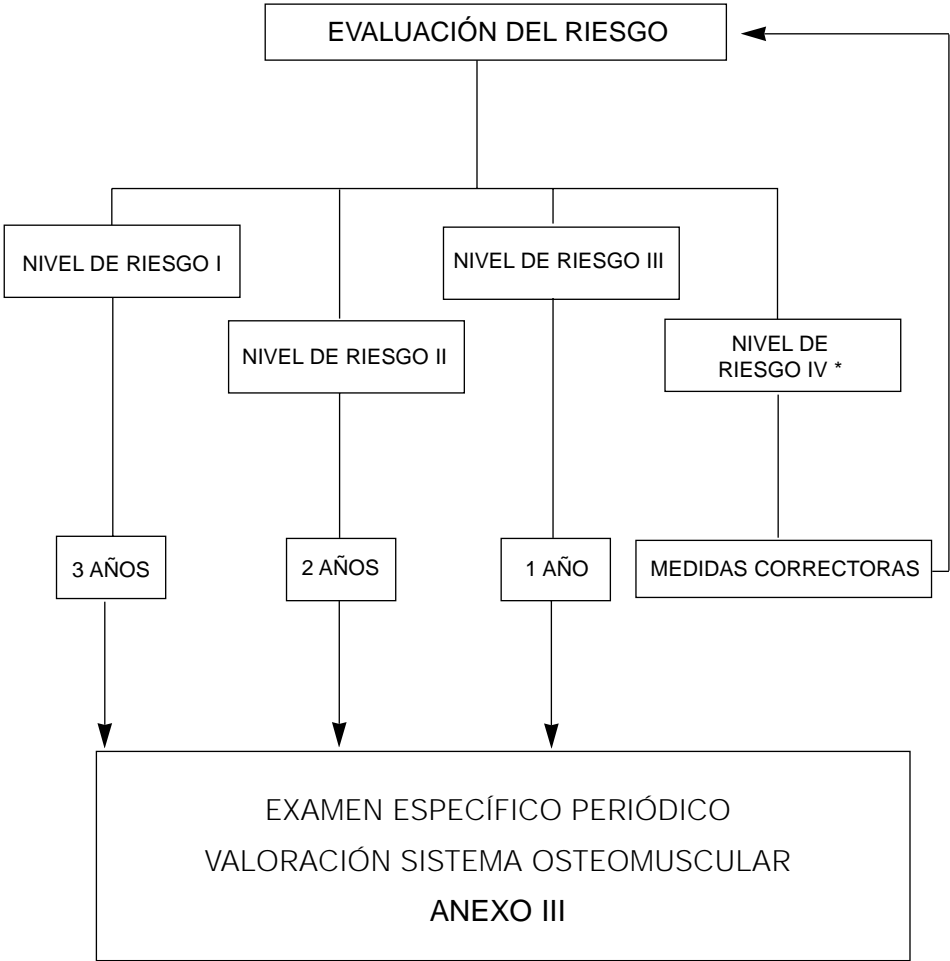 EVALUACIÓN DEL RIESGO
NIVEL DE RIESGO I
NIVEL DE RIESGO II
NIVEL DE RIESGO III
NIVEL DE
RIESGO IV *
3 AÑOS
2 AÑOS
1 AÑO
MEDIDAS CORRECTORAS
EXAMEN ESPECÍFICO PERIÓDICO
VALORACIÓN SISTEMA OSTEOMUSCULAR
ANEXO III